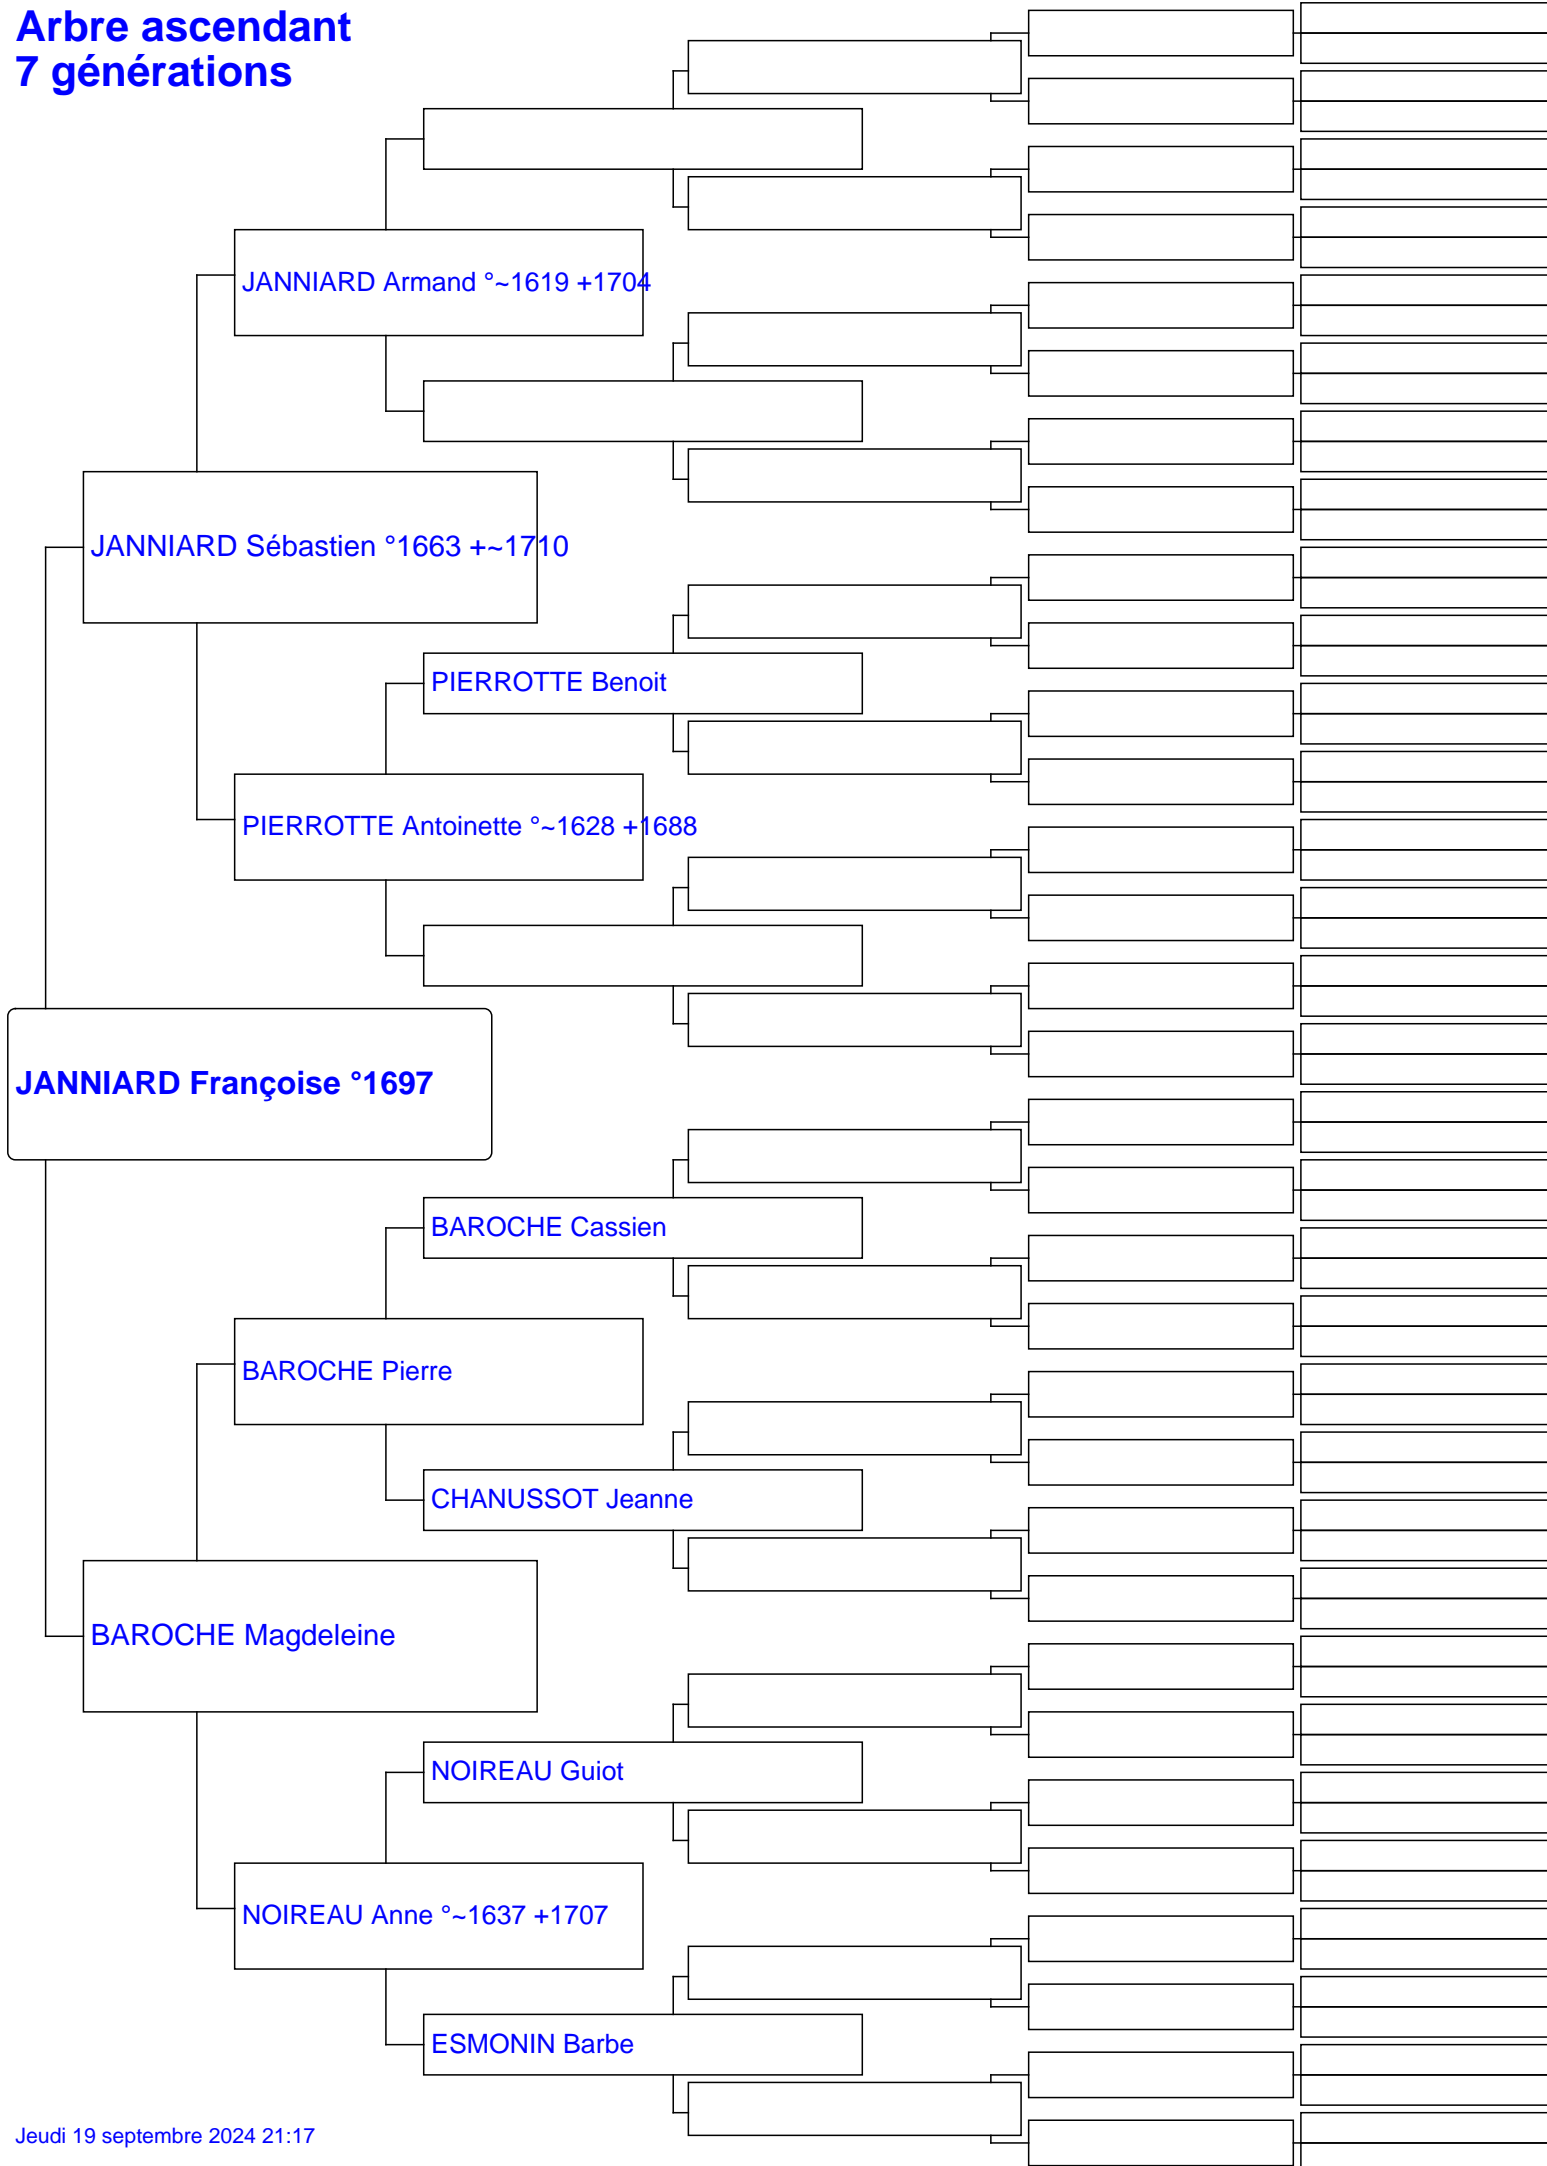 Arbre ascendant
7 générations
JANNIARD Armand °~1619 +1704
JANNIARD Sébastien °1663 +~1710
PIERROTTE Benoit
PIERROTTE Antoinette °~1628 +1688
JANNIARD Françoise °1697
BAROCHE Cassien
BAROCHE Pierre
CHANUSSOT Jeanne
BAROCHE Magdeleine
NOIREAU Guiot
NOIREAU Anne °~1637 +1707
ESMONIN Barbe
Jeudi 19 septembre 2024 21:17